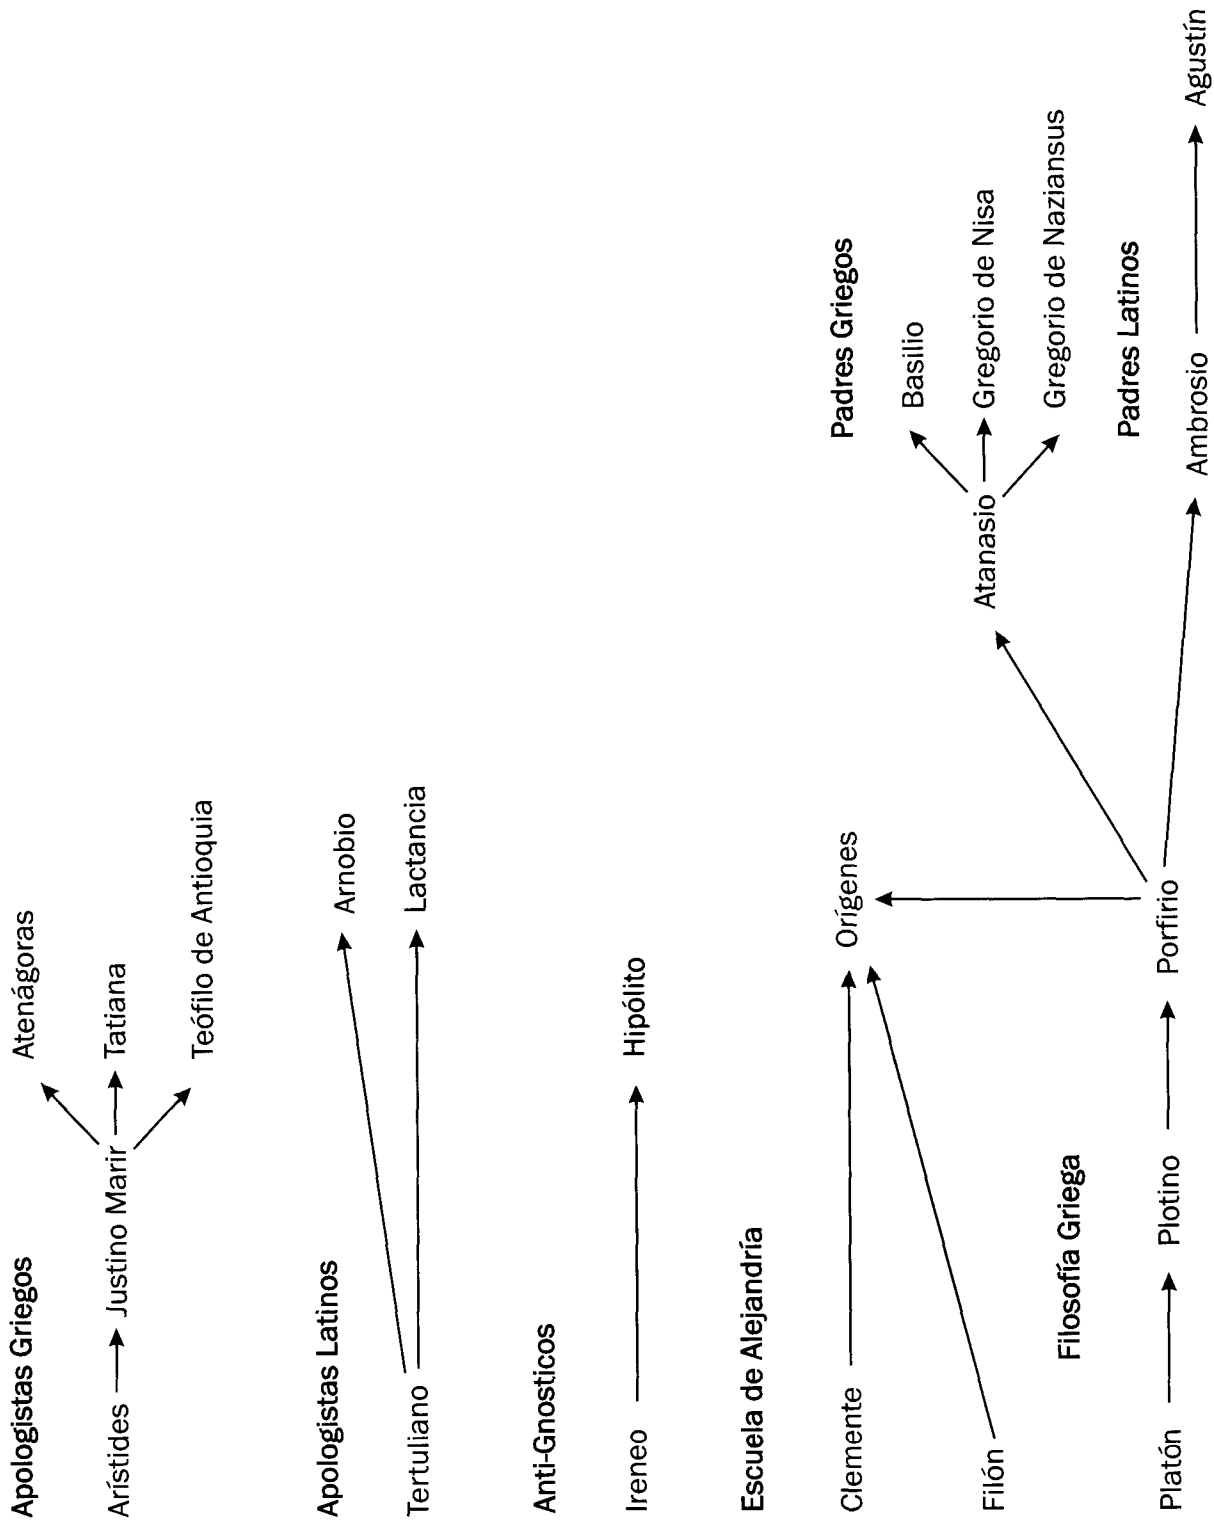 Apologistas Griegos
Atenágoras
Arístides
Justino Marir
Tatiana
Teófilo de Antioquia
Apologistas Latinos
Arnobio
Tertuliano
Lactancia
Anti-Gnosticos
Ireneo
Hipólito
Escuela de Alejandría
Clemente
Orígenes
Filón
Padres Griegos
Basilio
Atanasio
Gregorio de Nisa
Gregorio de Naziansus
Filosofía Griega
Padres Latinos
Platón
Plotino
Porfirio
Ambrosio
Agustín